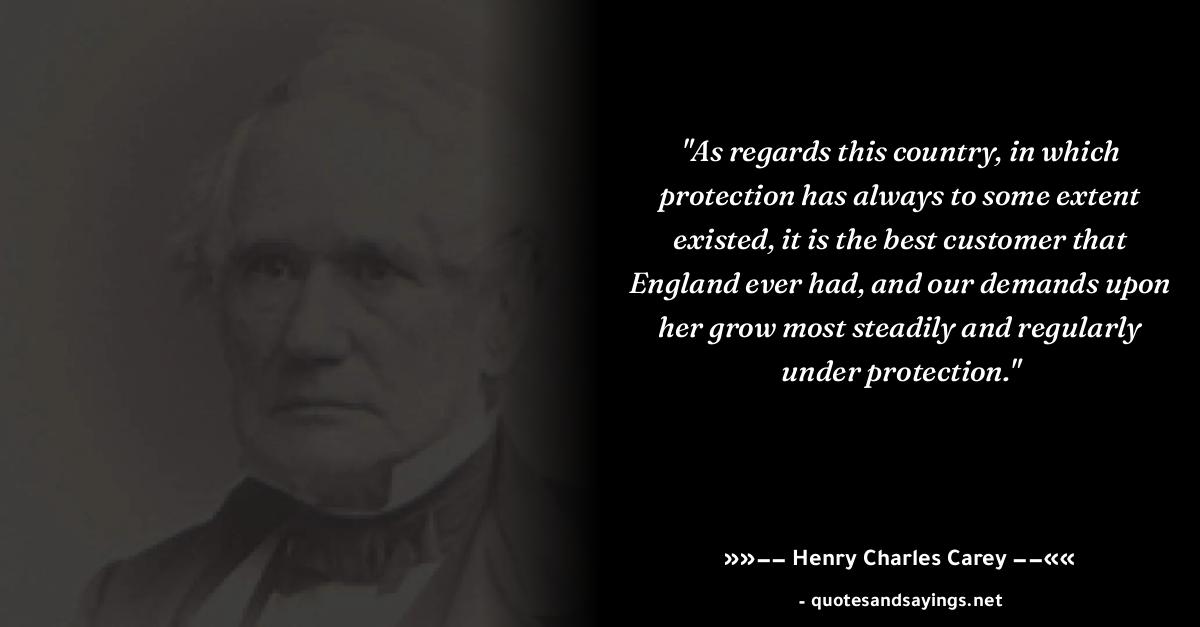 "As regards this country, in which
protection has always to some extent
existed, it is the best customer that
England ever had, and our demands upon
her grow most steadily and regularly
under protection."
»»–– Henry Charles Carey ––««
- quotesandsayings.net